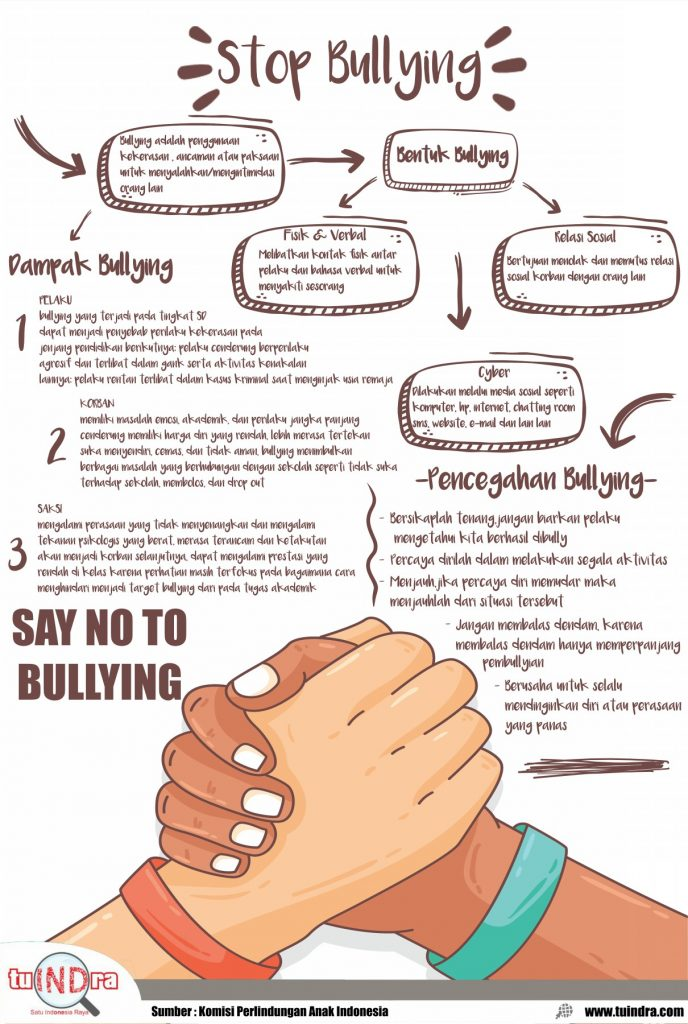 Stop Bullying
Bullying adalah penggunaan
kekerasan , ancaman atau paksaan
untuk menyalahkan/mengintimidasi
orang lain
Bentuk Bullying
Fisik & Verbal
Melibatkan kontak fisik antar
pelaku dan bahasa verbal untuk
menyakiti sesorang
Relasi Sosial
Bertujuan menolak dan memutus relasi
sosial korban dengan orang lain
Cyber
Dilakukan melalui media sosial seperti
komputer, hp, internet, chatting room
sms, website, e-mail dan lain lain
Dampak Bullying
1
PELAKU
bullying yang terjadi pada tingkat SD
dapat menjadi penyebab perilaku kekerasan pada
jenjang pendidikan berikutnya: pelaku cenderung berperilaku
agresif dan terlibat dalam gank serta aktivitas kenakalan
lainnya: pelaku rentan terlibat dalam kasus kriminal saat menginjak usia remaja
2
KORBAN
memiliki masalah emosi, akademik, dan perilaku jangka panjang
cenderung memiliki harga diri yang rendah, lebih merasa tertekan
suka menyendiri, cemas, dan tidak aman, bullying menimbulkan
berbagai masalah yang berhubungan dengan sekolah seperti tidak suka
terhadap sekolah, membolos, dan drop out
3
SAKSI
mengalami perasaan yang tidak menyenangkan dan mengalami
tekanan psikologis yang berat, merasa terancam dan ketakutan
akan menjadi korban selanjutnya, dapat mengalami prestasi yang
rendah di kelas karena perhatian masih terfokus pada bagaimana cara
menghindari menjadi target bullying dari pada tugas akademik
-Pencegahan Bullying-
- Bersikaplah tenang,jangan biarkan pelaku
mengetahui kita berhasil dibully
- Percaya dirilah dalam melakukan segala aktivitas
- Menjauh,jika percaya diri memudar maka
menjauhlah dari situasi tersebut
- Jangan membalas dendam, karena
membalas dendam hanya memperpanjang
pembullyian
- Berusaha untuk selalu
mendinginkan diri atau perasaan
yang panas
SAY NO TO
BULLYING
tuINDra
Satu Indonesia Raya
Sumber : Komisi Perlindungan Anak Indonesia
www.tuindra.com